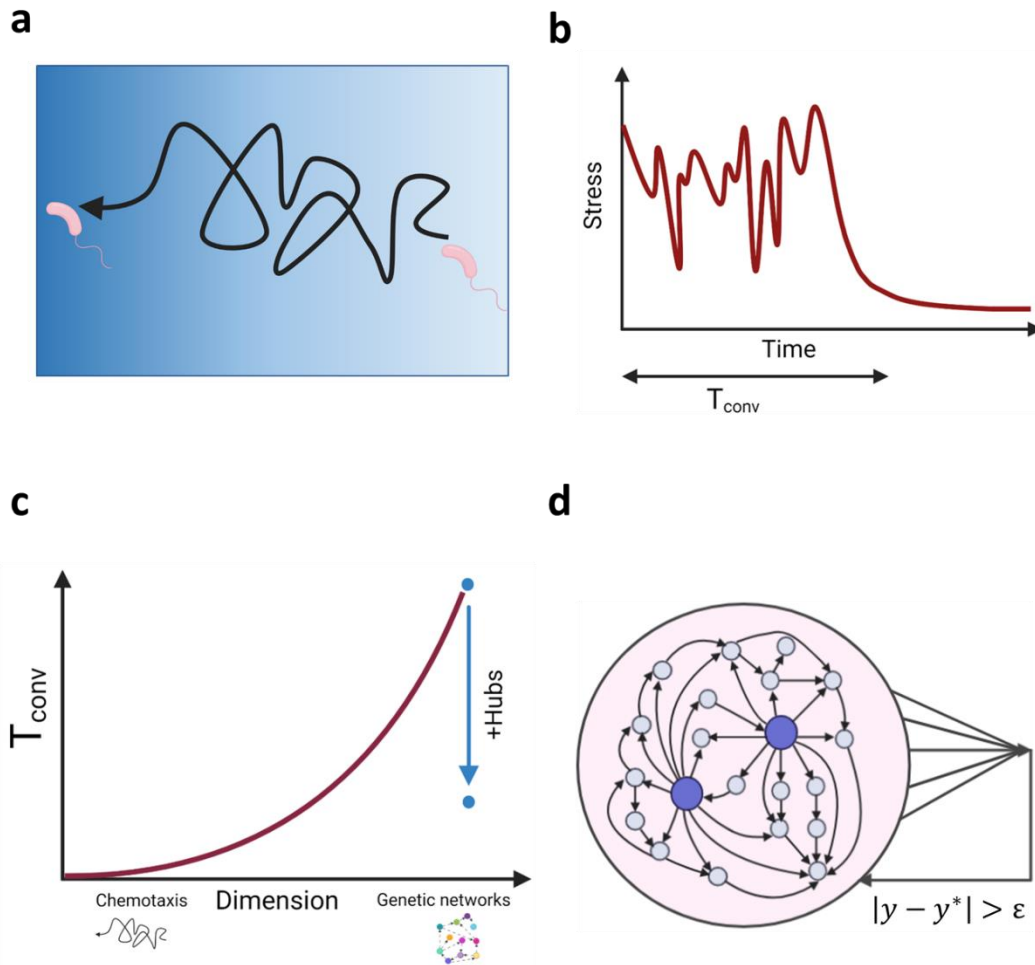 a
b
Stress
Time
T_conv
c
T_conv
+Hubs
Chemotaxis
Dimension
Genetic networks
d
|y − y*| > ε